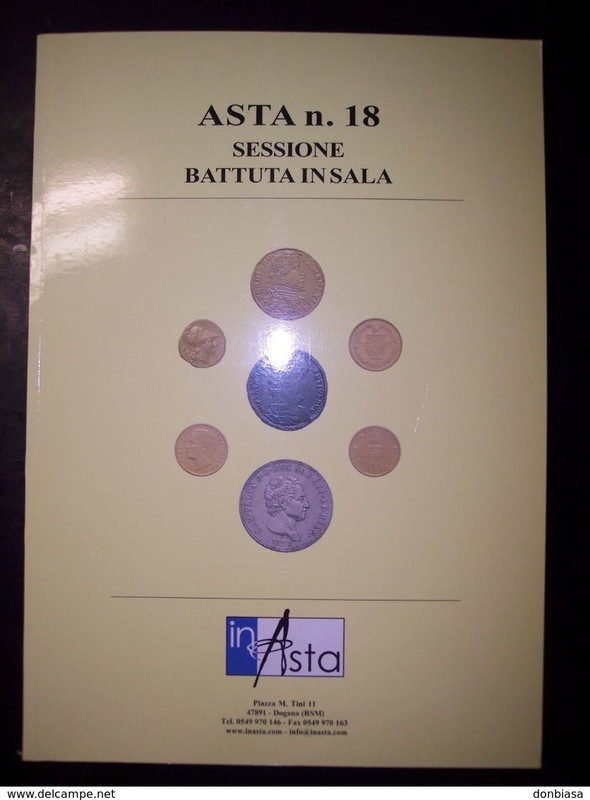 ASTA n. 18
SESSIONE
BATTUTA IN SALA
in Asta
Piazza M. Tini 11
47891 - Dogana (RSM)
Tel. 0549 970 146 - Fax 0549 970 163
www.inasta.com - info@inasta.com
delcampe.net
donbiasa